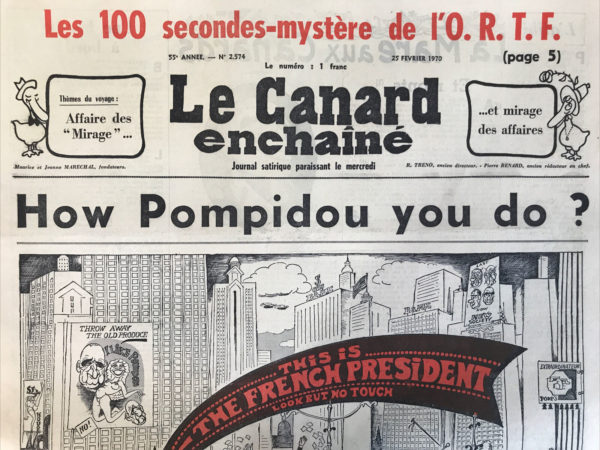 Les 100 secondes-mystère de l'O.R.T.F.
(page 5)
55e ANNÉE. — N° 2.574
25 FEVRIER 1970
Le numéro : 1 franc
Thèmes du voyage :
Affaire des
"Mirage"...
Le Canard
enchaîné
...et mirage
des affaires
Maurice et Jeanne MARECHAL, fondateurs.
Journal satirique paraissant le mercredi
R. TRENO, ancien directeur. - Pierre BENARD, ancien rédacteur en chef.
How Pompidou you do ?
THROW AWAY
THE OLD PRODUCE
NO!
THIS IS
THE FRENCH PRESIDENT
LOOK BUT NO TOUCH